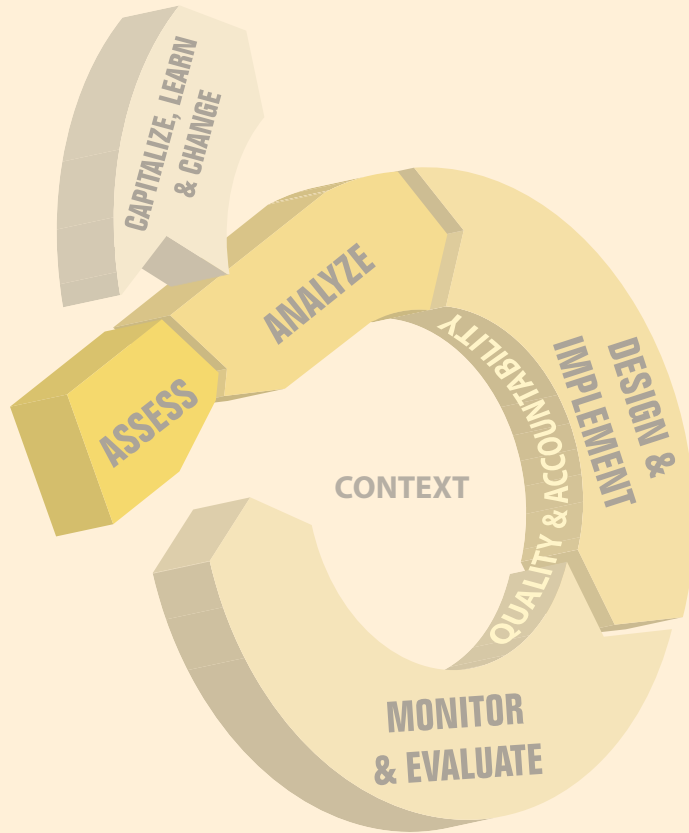 CAPITALIZE, LEARN
& CHANGE
ANALYZE
ASSESS
DESIGN &
IMPLEMENT
QUALITY & ACCOUNTABILITY
CONTEXT
MONITOR
& EVALUATE